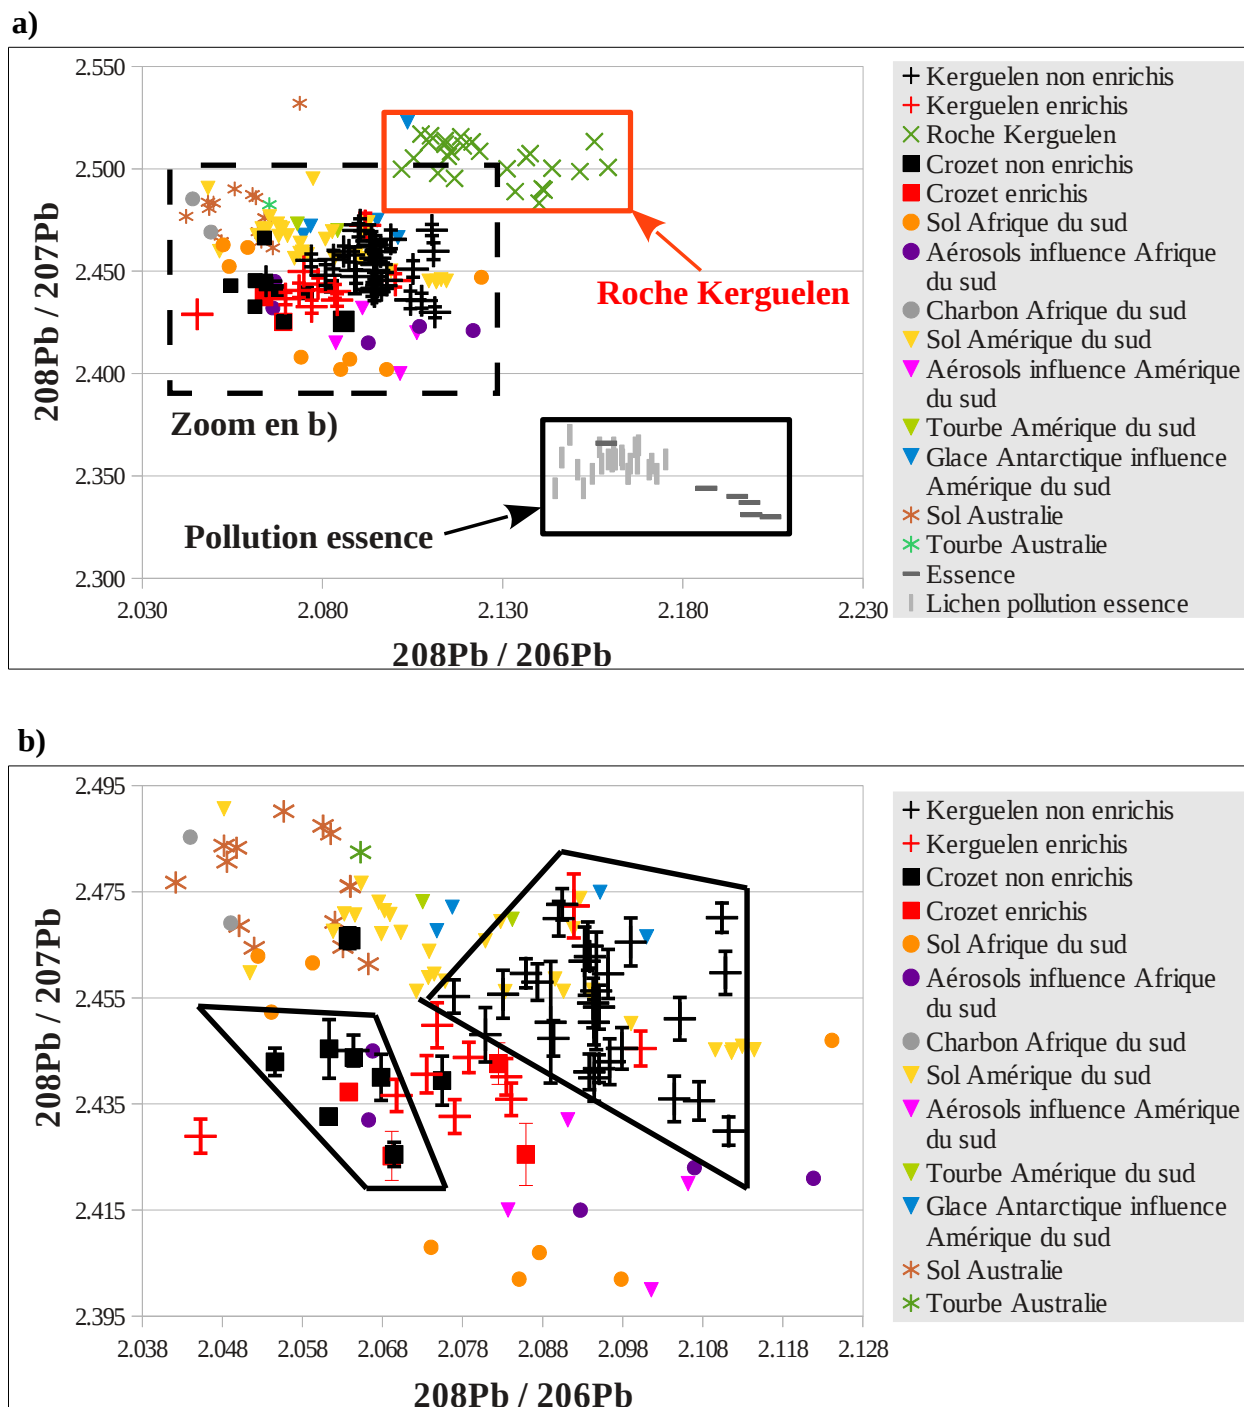 a)
2.550
2.500
2.450
2.400
2.350
2.300
208Pb / 207Pb
2.030
2.080
2.130
2.180
2.230
208Pb / 206Pb
Roche Kerguelen
Zoom en b)
Pollution essence
Kerguelen non enrichis
Kerguelen enrichis
Roche Kerguelen
Crozet non enrichis
Crozet enrichis
Sol Afrique du sud
Aérosols influence Afrique
du sud
Charbon Afrique du sud
Sol Amérique du sud
Aérosols influence Amérique
du sud
Tourbe Amérique du sud
Glace Antarctique influence
Amérique du sud
Sol Australie
Tourbe Australie
Essence
Lichen pollution essence
b)
2.495
2.475
2.455
2.435
2.415
2.395
208Pb / 207Pb
2.038
2.048
2.058
2.068
2.078
2.088
2.098
2.108
2.118
2.128
208Pb / 206Pb
Kerguelen non enrichis
Kerguelen enrichis
Crozet non enrichis
Crozet enrichis
Sol Afrique du sud
Aérosols influence Afrique
du sud
Charbon Afrique du sud
Sol Amérique du sud
Aérosols influence Amérique
du sud
Tourbe Amérique du sud
Glace Antarctique influence
Amérique du sud
Sol Australie
Tourbe Australie